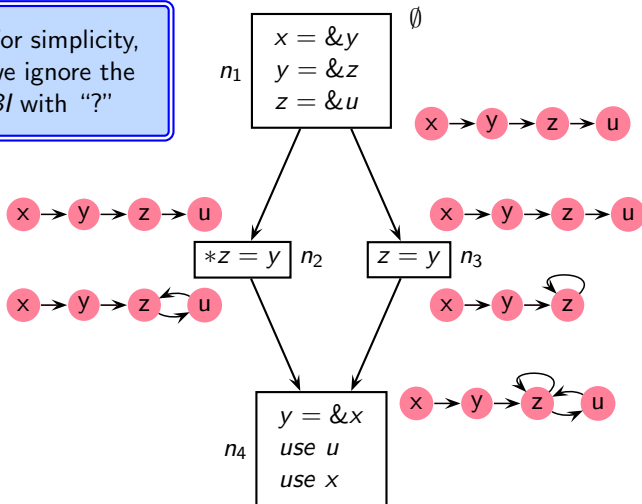 or simplicity,
we ignore the
BI with “?”
∅
n1
x = &y
y = &z
z = &u
x y z u
x y z u
x y z u
*z = y n2
z = y n3
x y z u
x y z
x y z u
n4
y = &x
use u
use x